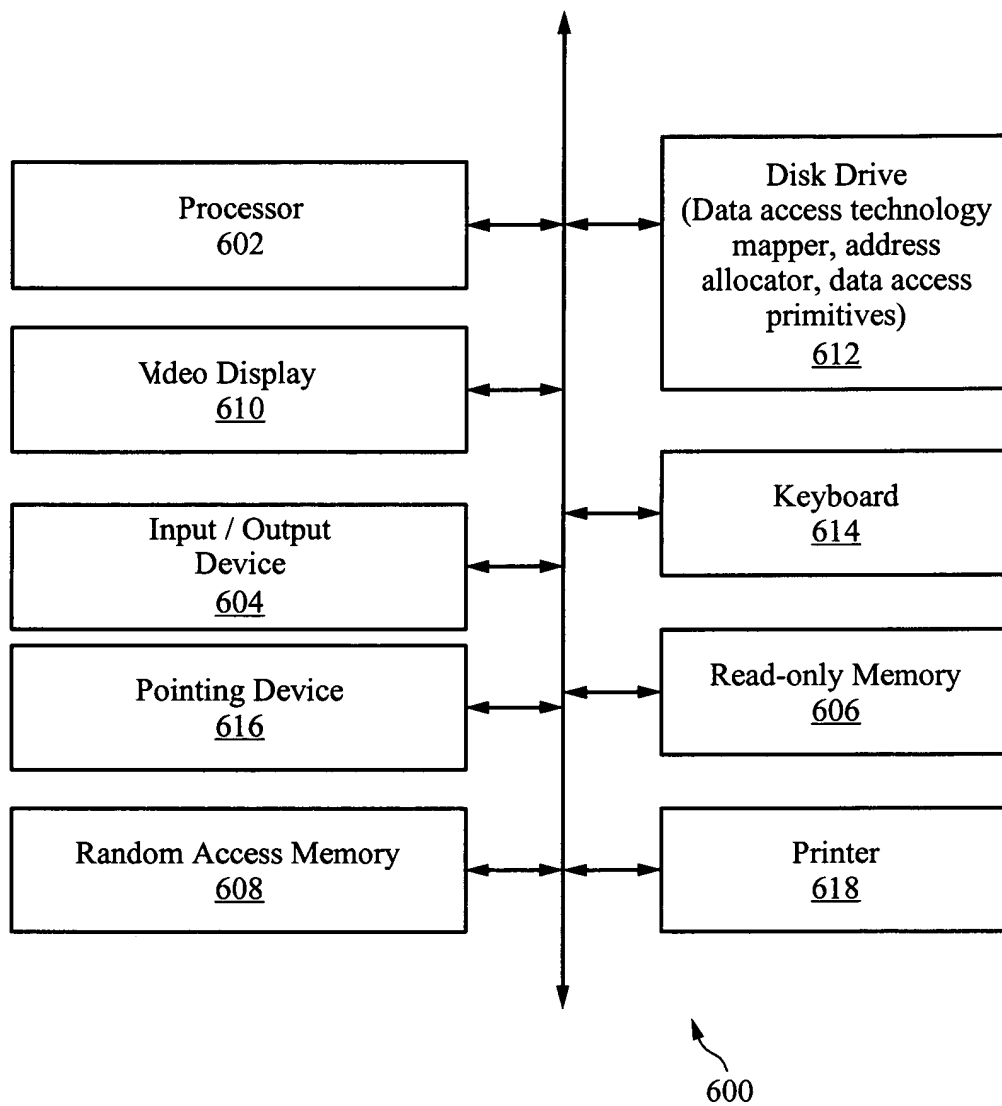 Processor
602
Video Display
610
Input / Output
Device
604
Pointing Device
616
Random Access Memory
608
Disk Drive
(Data access technology
mapper, address
allocator, data access
primitives)
612
Keyboard
614
Read-only Memory
606
Printer
618
600